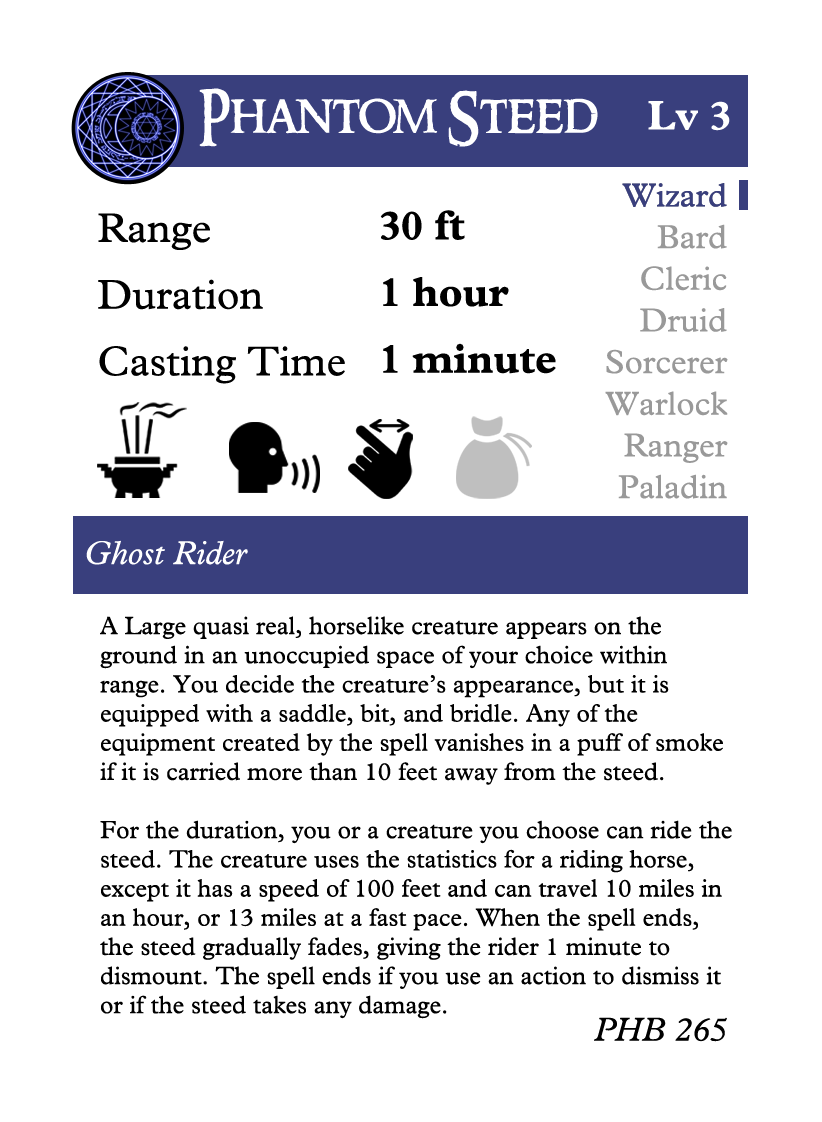 Phantom Steed Lv 3
Range 30 ft
Duration 1 hour
Casting Time 1 minute
Wizard
Bard
Cleric
Druid
Sorcerer
Warlock
Ranger
Paladin
Ghost Rider
A Large quasi real, horselike creature appears on the
ground in an unoccupied space of your choice within
range. You decide the creature’s appearance, but it is
equipped with a saddle, bit, and bridle. Any of the
equipment created by the spell vanishes in a puff of smoke
if it is carried more than 10 feet away from the steed.
For the duration, you or a creature you choose can ride the
steed. The creature uses the statistics for a riding horse,
except it has a speed of 100 feet and can travel 10 miles in
an hour, or 13 miles at a fast pace. When the spell ends,
the steed gradually fades, giving the rider 1 minute to
dismount. The spell ends if you use an action to dismiss it
or if the steed takes any damage.
PHB 265